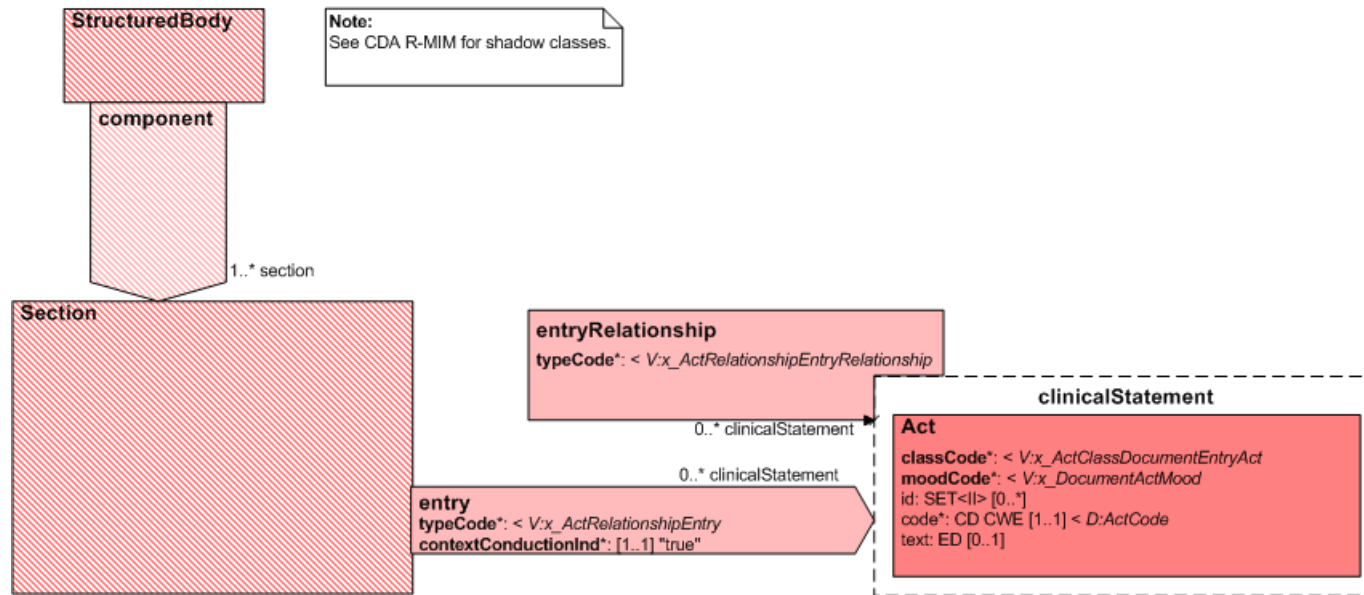 StructuredBody
Note:
See CDA R-MIM for shadow classes.
component
1..* section
Section
entryRelationship
typeCode*: < V:x_ActRelationshipEntryRelationship
0..* clinicalStatement
clinicalStatement
Act
classCode*: < V:x_ActClassDocumentEntryAct
moodCode*: < V:x_DocumentActMood
id: SET<II> [0..*]
code*: CD CWE [1..1] < D:ActCode
text: ED [0..1]
0..* clinicalStatement
entry
typeCode*: < V:x_ActRelationshipEntry
contextConductionInd*: [1..1] "true"